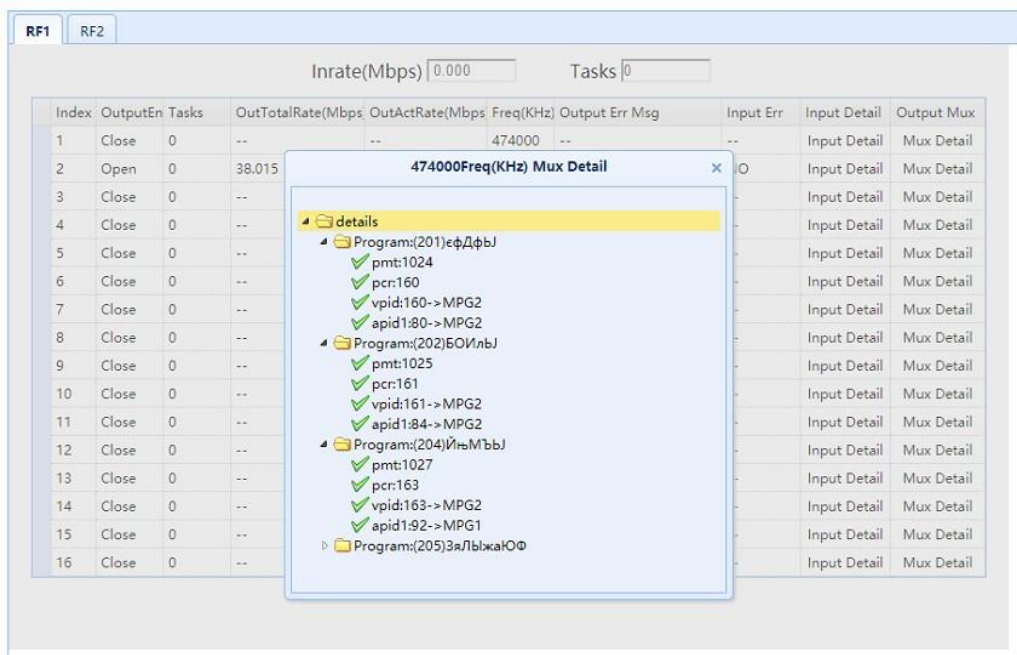 RF1 RF2
Inrate(Mbps) 0.000 Tasks 0
Index OutputEn Tasks OutTotalRate(Mbps OutActRate(Mbps Freq(KHz) Output Err Msg Input Err Input Detail Output Mux
1 Close 0 -- -- 474000 -- -- Input Detail Mux Detail
474000Freq(KHz) Mux Detail
2 Open 0 38.015 Input Detail Mux Detail
3 Close 0 -- Input Detail Mux Detail
details
4 Close 0 -- Input Detail Mux Detail
Program:(201)єфДфЬЈ
5 Close 0 -- Input Detail Mux Detail
pmt:1024
6 Close 0 -- Input Detail Mux Detail
pcr:160
vpid:160->MPG2
7 Close 0 -- Input Detail Mux Detail
apid1:80->MPG2
8 Close 0 -- Input Detail Mux Detail
Program:(202)БОИљЬЈ
9 Close 0 -- Input Detail Mux Detail
pmt:1025
pcr:161
10 Close 0 -- Input Detail Mux Detail
vpid:161->MPG2
11 Close 0 -- Input Detail Mux Detail
apid1:84->MPG2
12 Close 0 -- Input Detail Mux Detail
Program:(204)ЙњМЪЬЈ
pmt:1027
13 Close 0 -- Input Detail Mux Detail
pcr:163
14 Close 0 -- Input Detail Mux Detail
vpid:163->MPG2
apid1:92->MPG1
15 Close 0 -- Input Detail Mux Detail
Program:(205)ЗяЛЫжаЮФ
16 Close 0 -- Input Detail Mux Detail